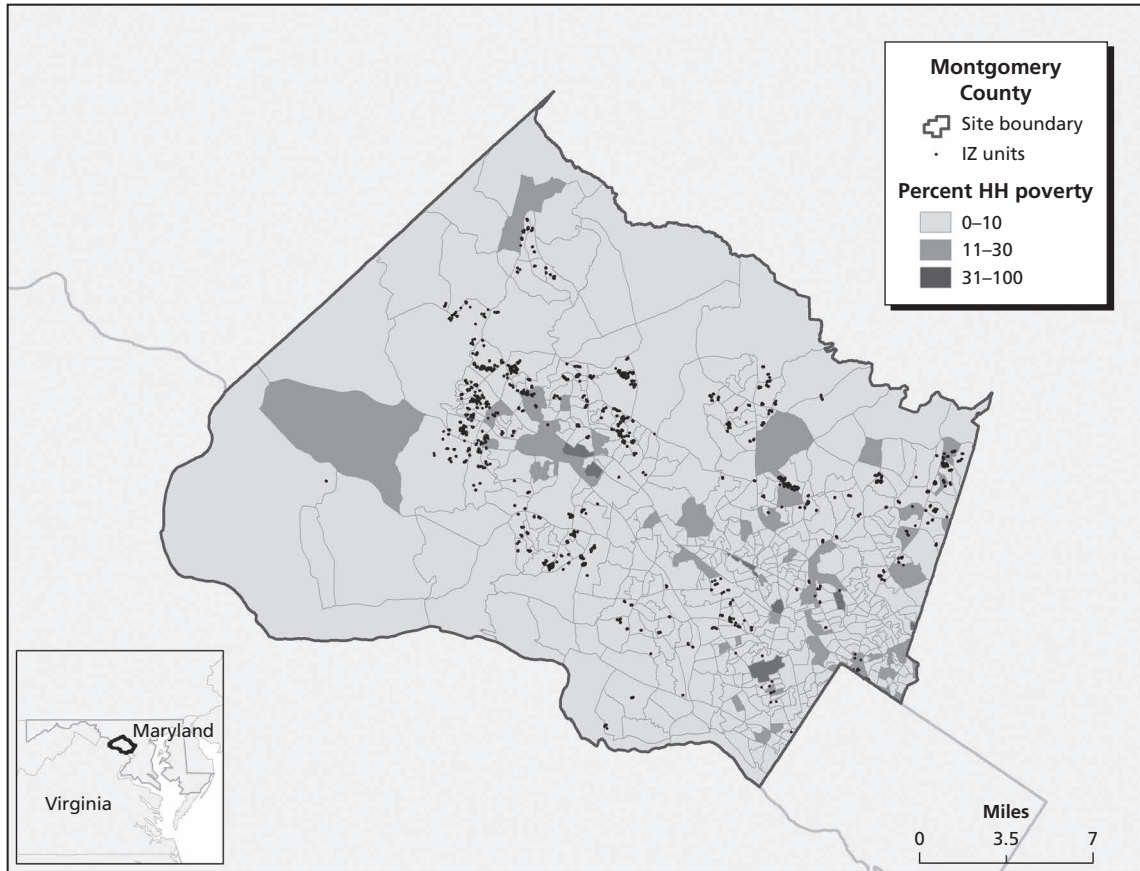 Montgomery
County
Site boundary
IZ units
Percent HH poverty
0–10
11–30
31–100
Maryland
Virginia
Miles
0 3.5 7